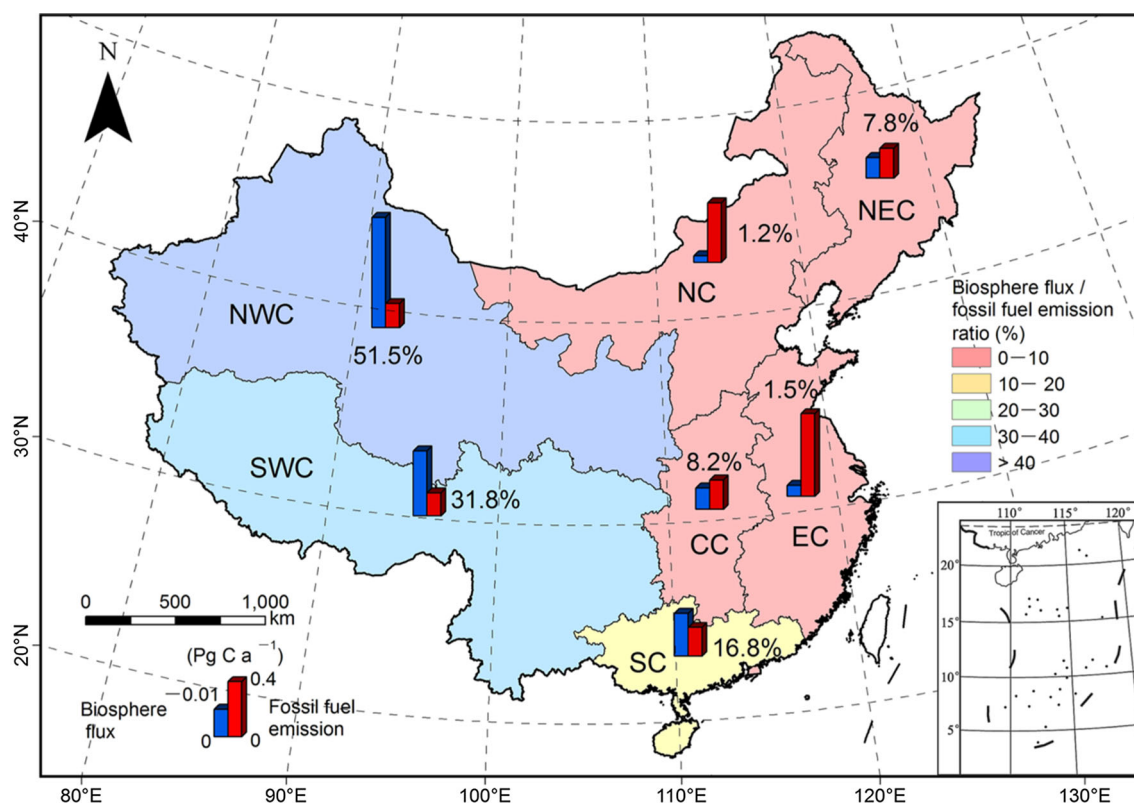 N
7.8%
NEC
40°N
1.2%
NC
NWC
51.5%
Biosphere flux /
fossil fuel emission
ratio (%)
0—10
10— 20
20—30
30—40
> 40
1.5%
30°N
SWC
31.8%
8.2%
CC
EC
110°
115°
120°
Tropic of Cancer
20°
15°
10°
5°
0 500 1,000
km
20°N
SC
16.8%
(Pg C a⁻¹)
—0.01
0.4
Biosphere
flux
Fossil fuel
emission
0
0
80°E
90°E
100°E
110°E
120°E
130°E